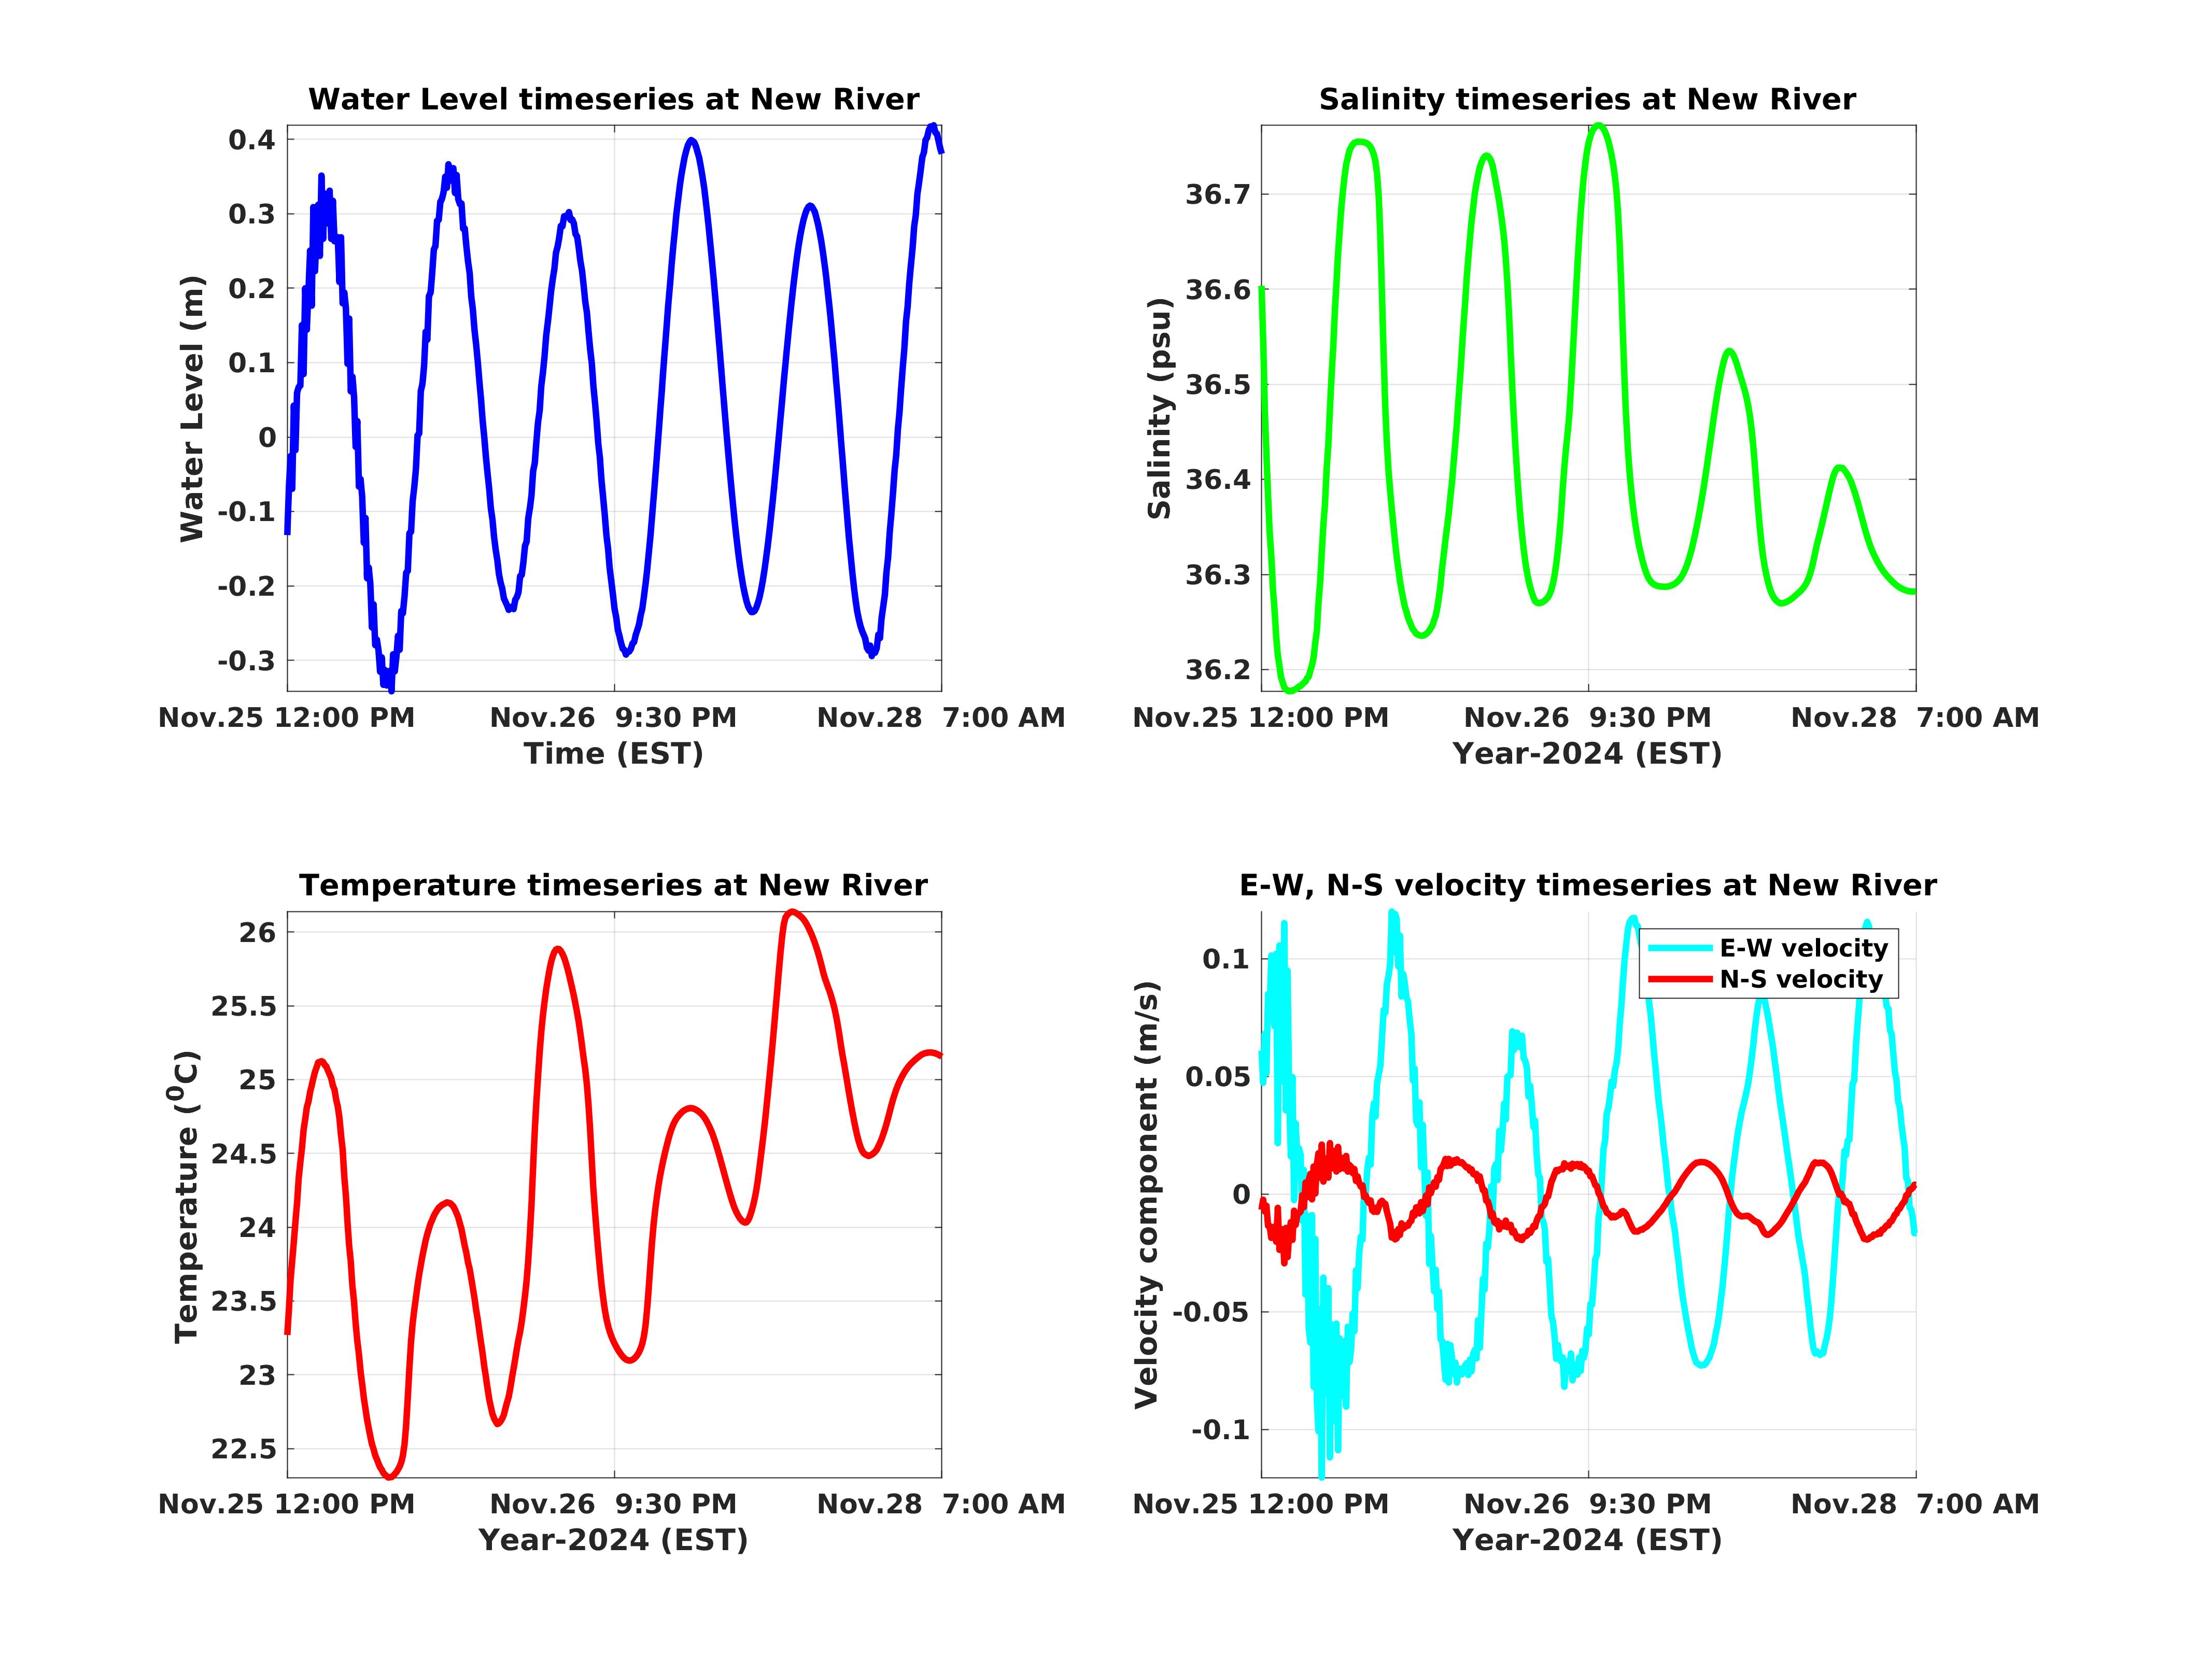 Water Level timeseries at New River
0.4
0.3
0.2
0.1
0
-0.1
-0.2
-0.3
Water Level (m)
Nov.25 12:00 PM Nov.26 9:30 PM Nov.28 7:00 AM
Time (EST)
Salinity timeseries at New River
36.7
36.6
36.5
36.4
36.3
36.2
Salinity (psu)
Nov.25 12:00 PM Nov.26 9:30 PM Nov.28 7:00 AM
Year-2024 (EST)
Temperature timeseries at New River
26
25.5
25
24.5
24
23.5
23
22.5
Temperature (⁰C)
Nov.25 12:00 PM Nov.26 9:30 PM Nov.28 7:00 AM
Year-2024 (EST)
E-W, N-S velocity timeseries at New River
E-W velocity
N-S velocity
0.1
0.05
0
-0.05
-0.1
Velocity component (m/s)
Nov.25 12:00 PM Nov.26 9:30 PM Nov.28 7:00 AM
Year-2024 (EST)